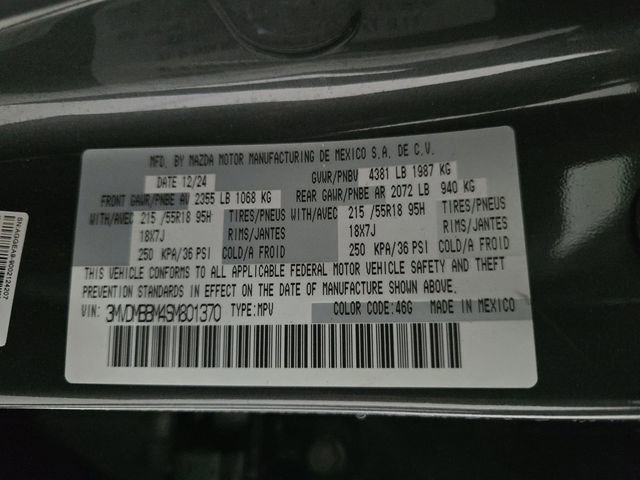 MFD. BY MAZDA MOTOR MANUFACTURING DE MEXICO S.A. DE C.V.
DATE 12/24 GVWR/PNBV 4381 LB 1987 KG
FRONT GAWR/PNBE AV 2355 LB 1068 KG REAR GAWR/PNBE AR 2072 LB 940 KG
WITH/AVEC 215 /55R18 95H TIRES/PNEUS WITH/AVEC 215 /55R18 95H TIRES/PNEUS
18X7J RIMS/JANTES 18X7J RIMS/JANTES
250 KPA/36 PSI COLD/A FROID 250 KPA/36 PSI COLD/A FROID
THIS VEHICLE CONFORMS TO ALL APPLICABLE FEDERAL MOTOR VEHICLE SAFETY AND THEFT
PREVENTION STANDARDS IN EFFECT ON THE DATE OF MANUFACTURE SHOWN ABOVE.
VIN: 3MVDMBBM4SM801370 TYPE:MPV COLOR CODE:46G MADE IN MEXICO